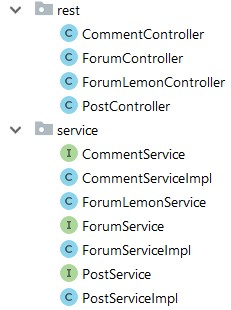 rest
C CommentController
C ForumController
C ForumLemonController
C PostController
service
I CommentService
C CommentServiceImpl
C ForumLemonService
I ForumService
C ForumServiceImpl
I PostService
C PostServiceImpl